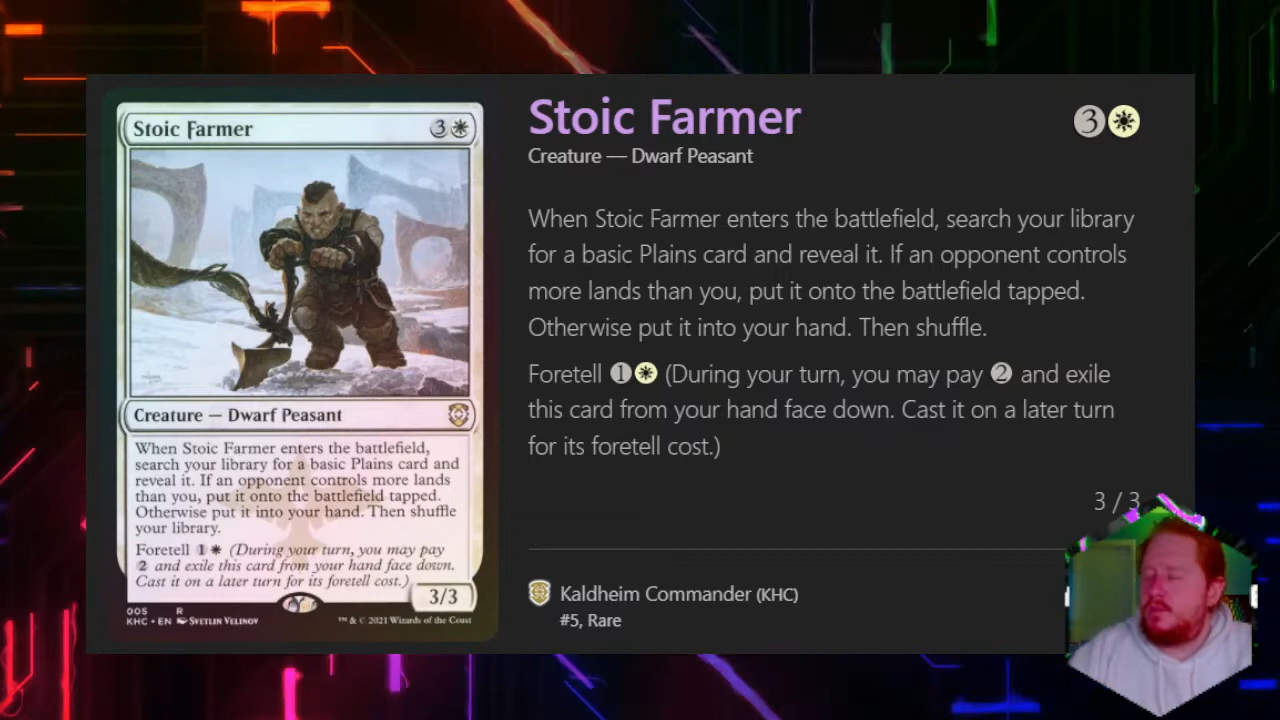 Stoic Farmer 3
Creature — Dwarf Peasant
When Stoic Farmer enters the battlefield,
search your library for a basic Plains card and
reveal it. If an opponent controls more lands
than you, put it onto the battlefield tapped.
Otherwise put it into your hand. Then shuffle
your library.
Foretell 1 (During your turn, you may pay
2 and exile this card from your hand face down.
Cast it on a later turn for its foretell cost.)
3/3
005 R
KHC • EN SVETLIN VELINOV
™ & © 2021 Wizards of the Coast
Stoic Farmer 3
Creature — Dwarf Peasant
When Stoic Farmer enters the battlefield, search your library
for a basic Plains card and reveal it. If an opponent controls
more lands than you, put it onto the battlefield tapped.
Otherwise put it into your hand. Then shuffle.
Foretell 1 (During your turn, you may pay 2 and exile
this card from your hand face down. Cast it on a later turn
for its foretell cost.)
3 / 3
Kaldheim Commander (KHC)
#5, Rare